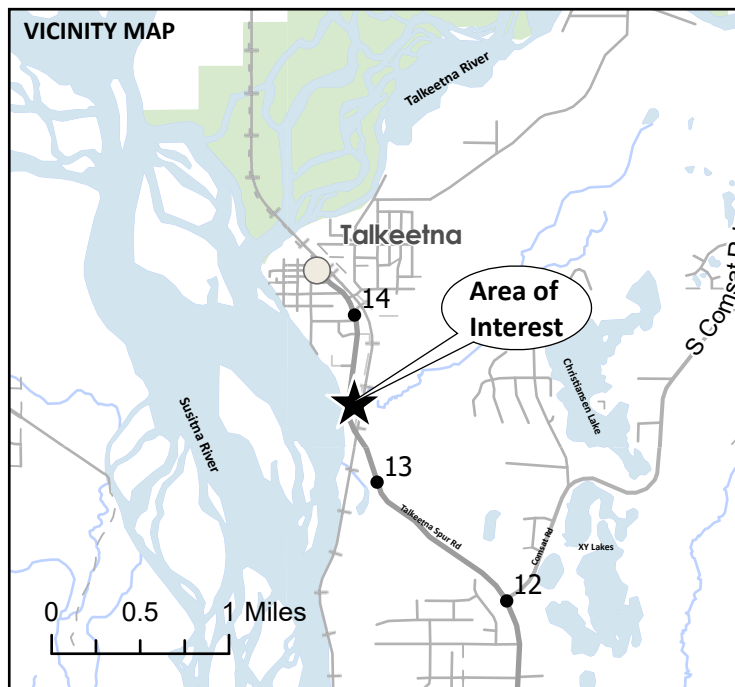 VICINITY MAP
Talkeetna River
Talkeetna
14
Area of
Interest
S Comsat Rd
Christiansen Lake
Susitna River
13
Talkeetna Spur Rd
Comsat Rd
XY Lakes
12
0 0.5 1 Miles